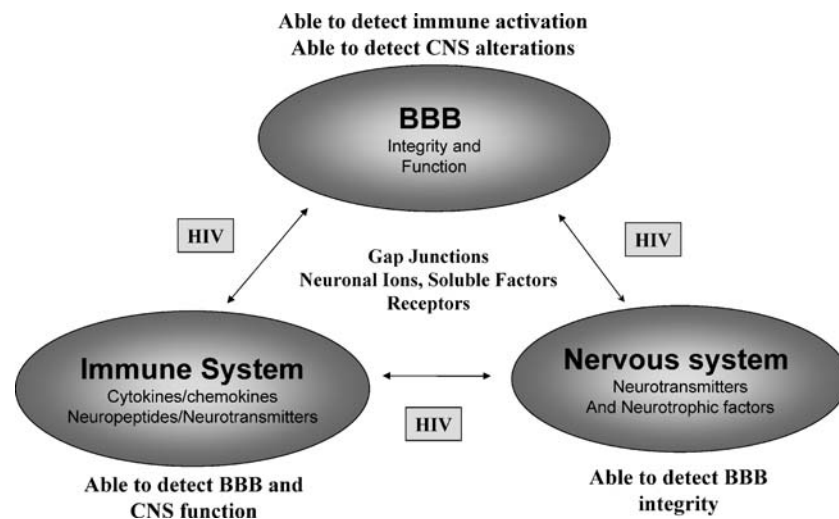 Able to detect immune activation
Able to detect CNS alterations
BBB
Integrity and
Function
HIV
HIV
Gap Junctions
Neuronal Ions, Soluble Factors
Receptors
Immune System
Cytokines/chemokines
Neuropeptides/Neurotransmitters
Nervous system
Neurotransmitters
And Neurotrophic factors
HIV
Able to detect BBB and
CNS function
Able to detect BBB
integrity